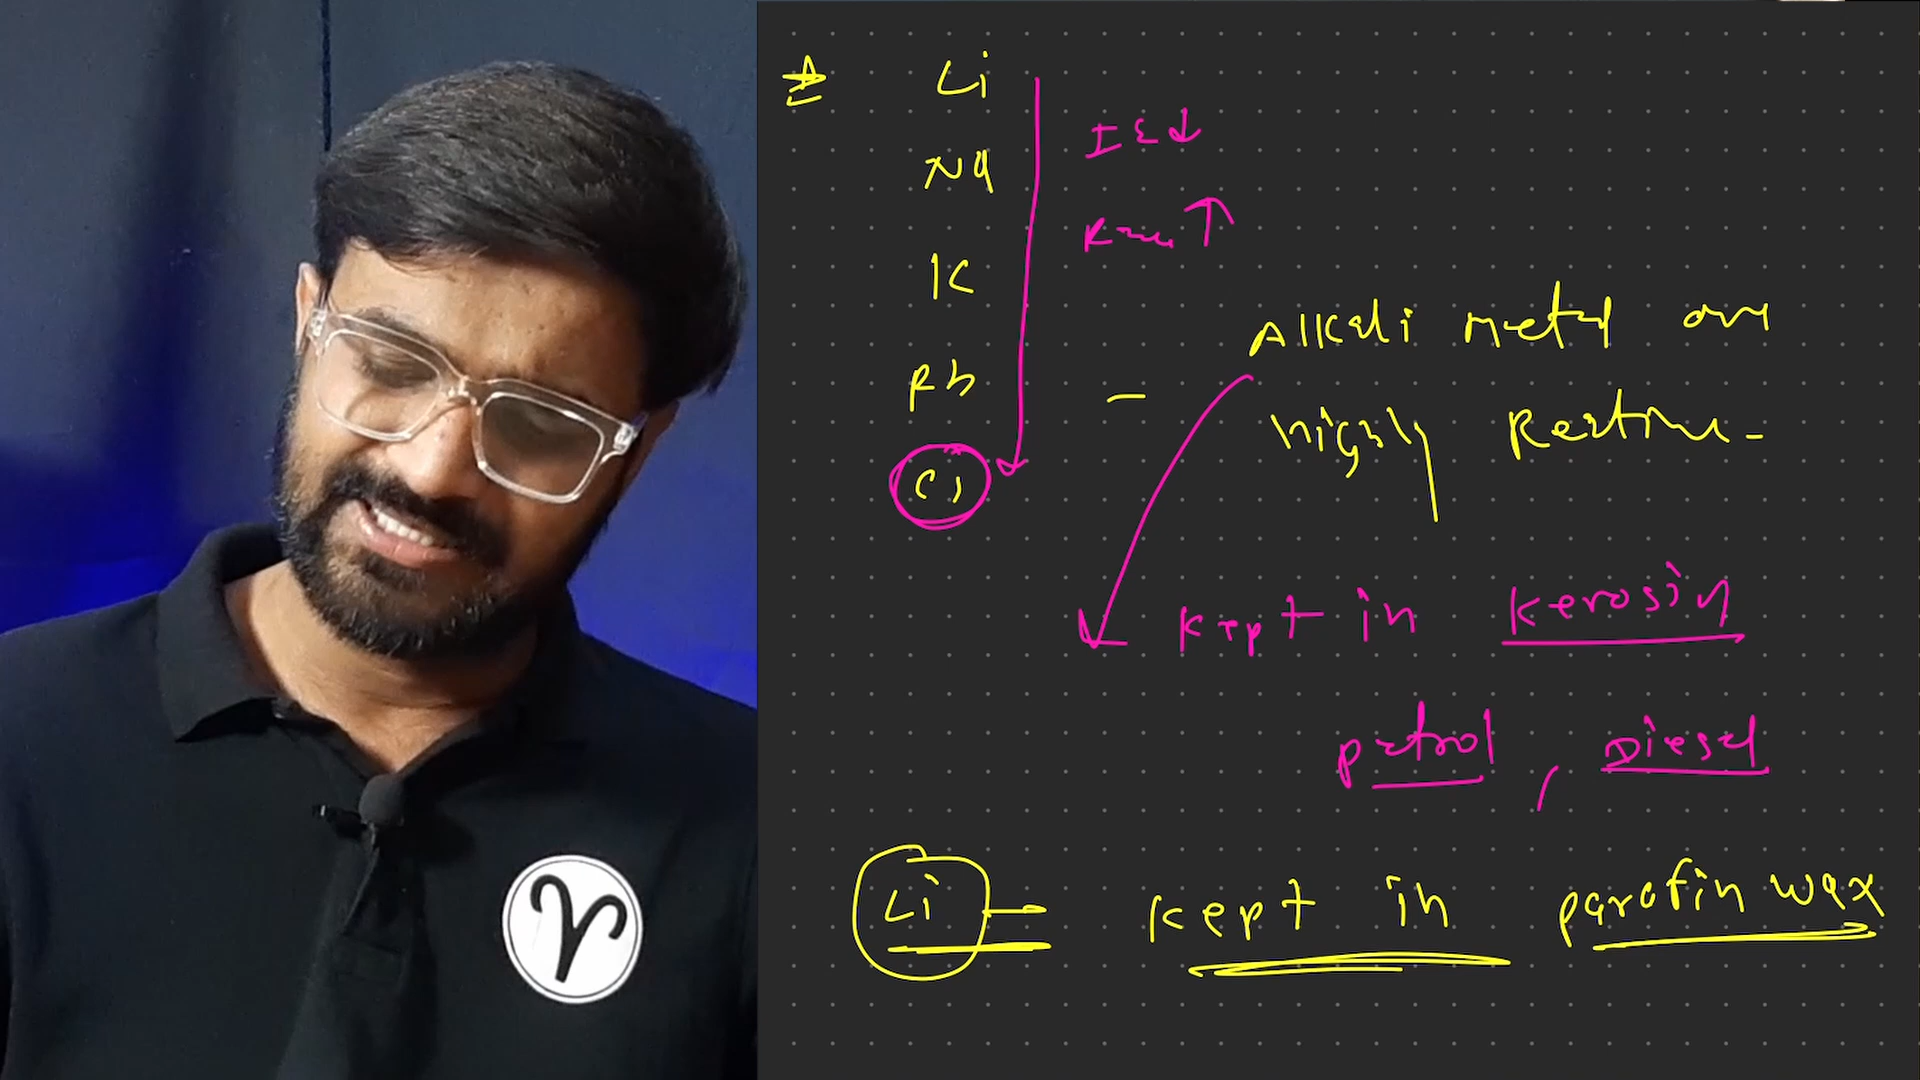 Li
Na
IE↓
K
Rb
Cs
Alkali metal are
highly Reactive -
Kept in kerosin
petrol, Diesel
Li → kept in parafin wax